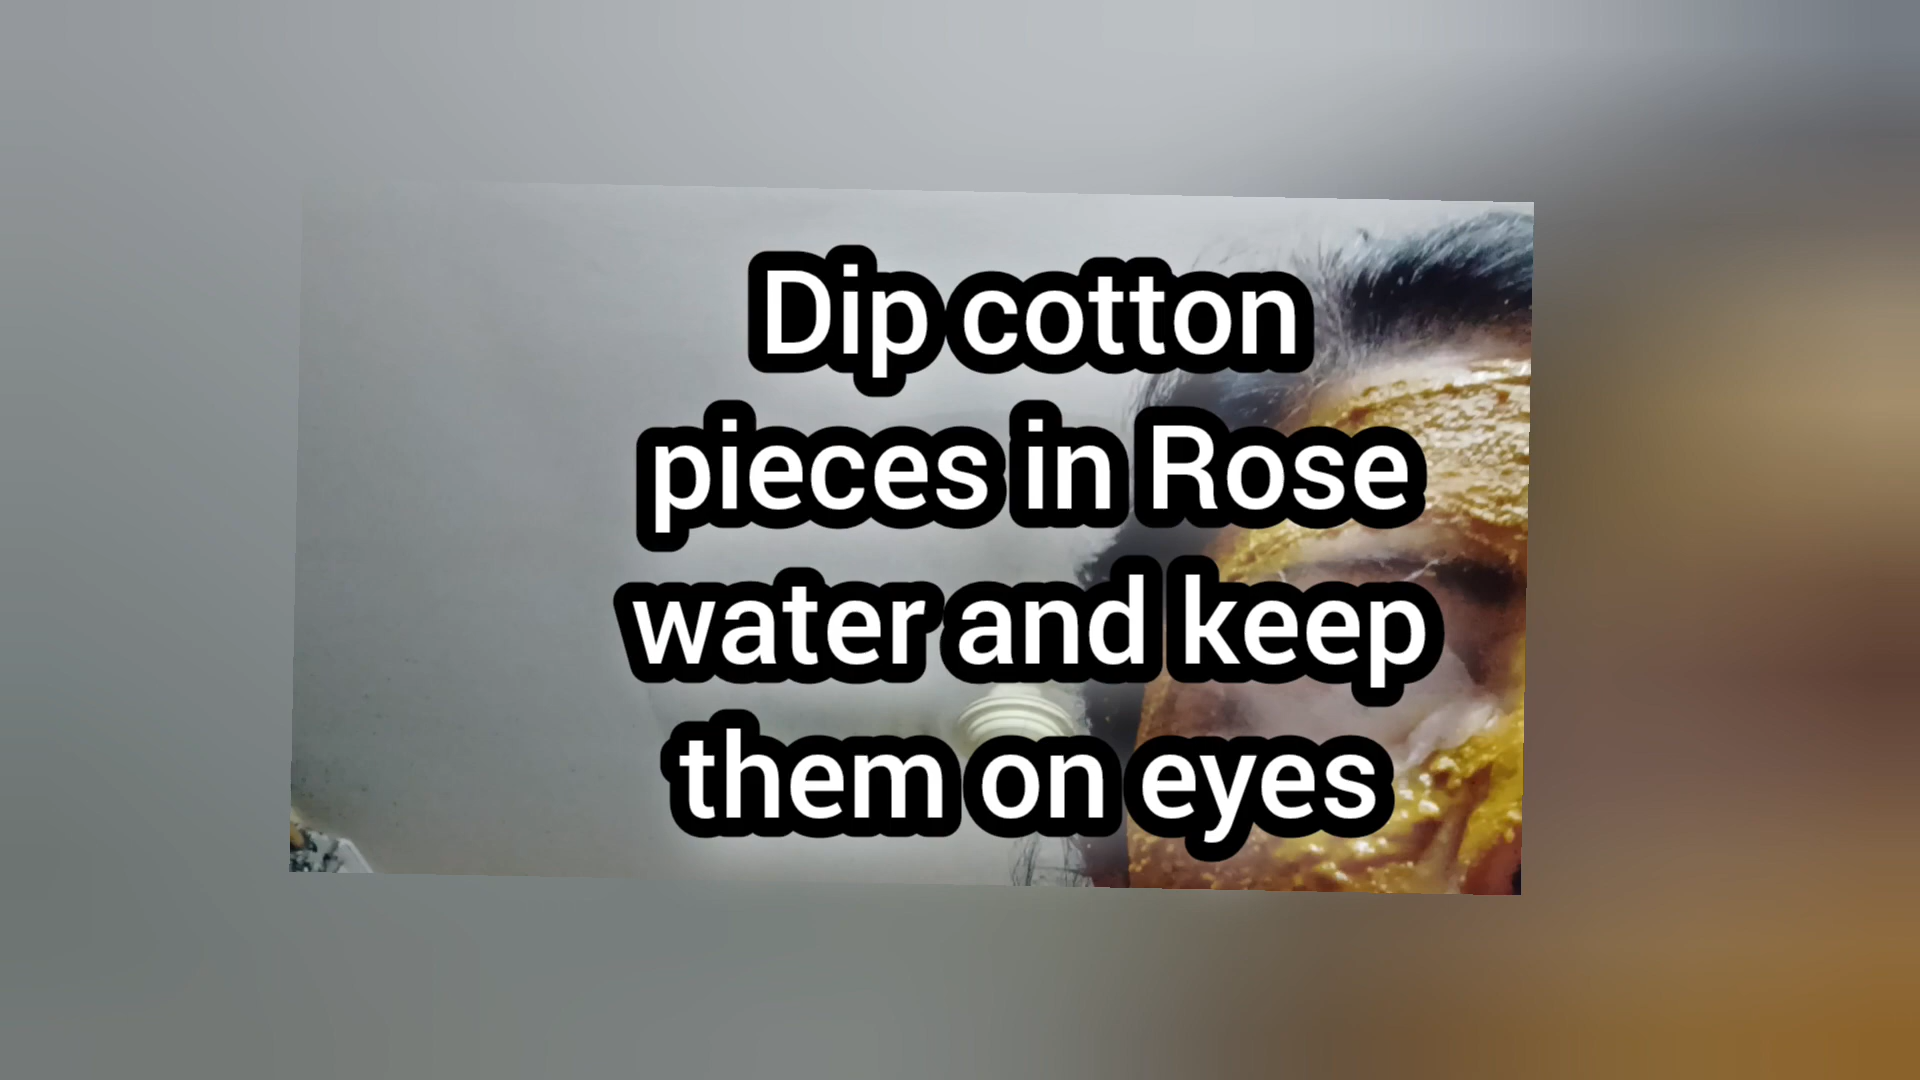 Dip cotton
pieces in Rose
water and keep
them on eyes